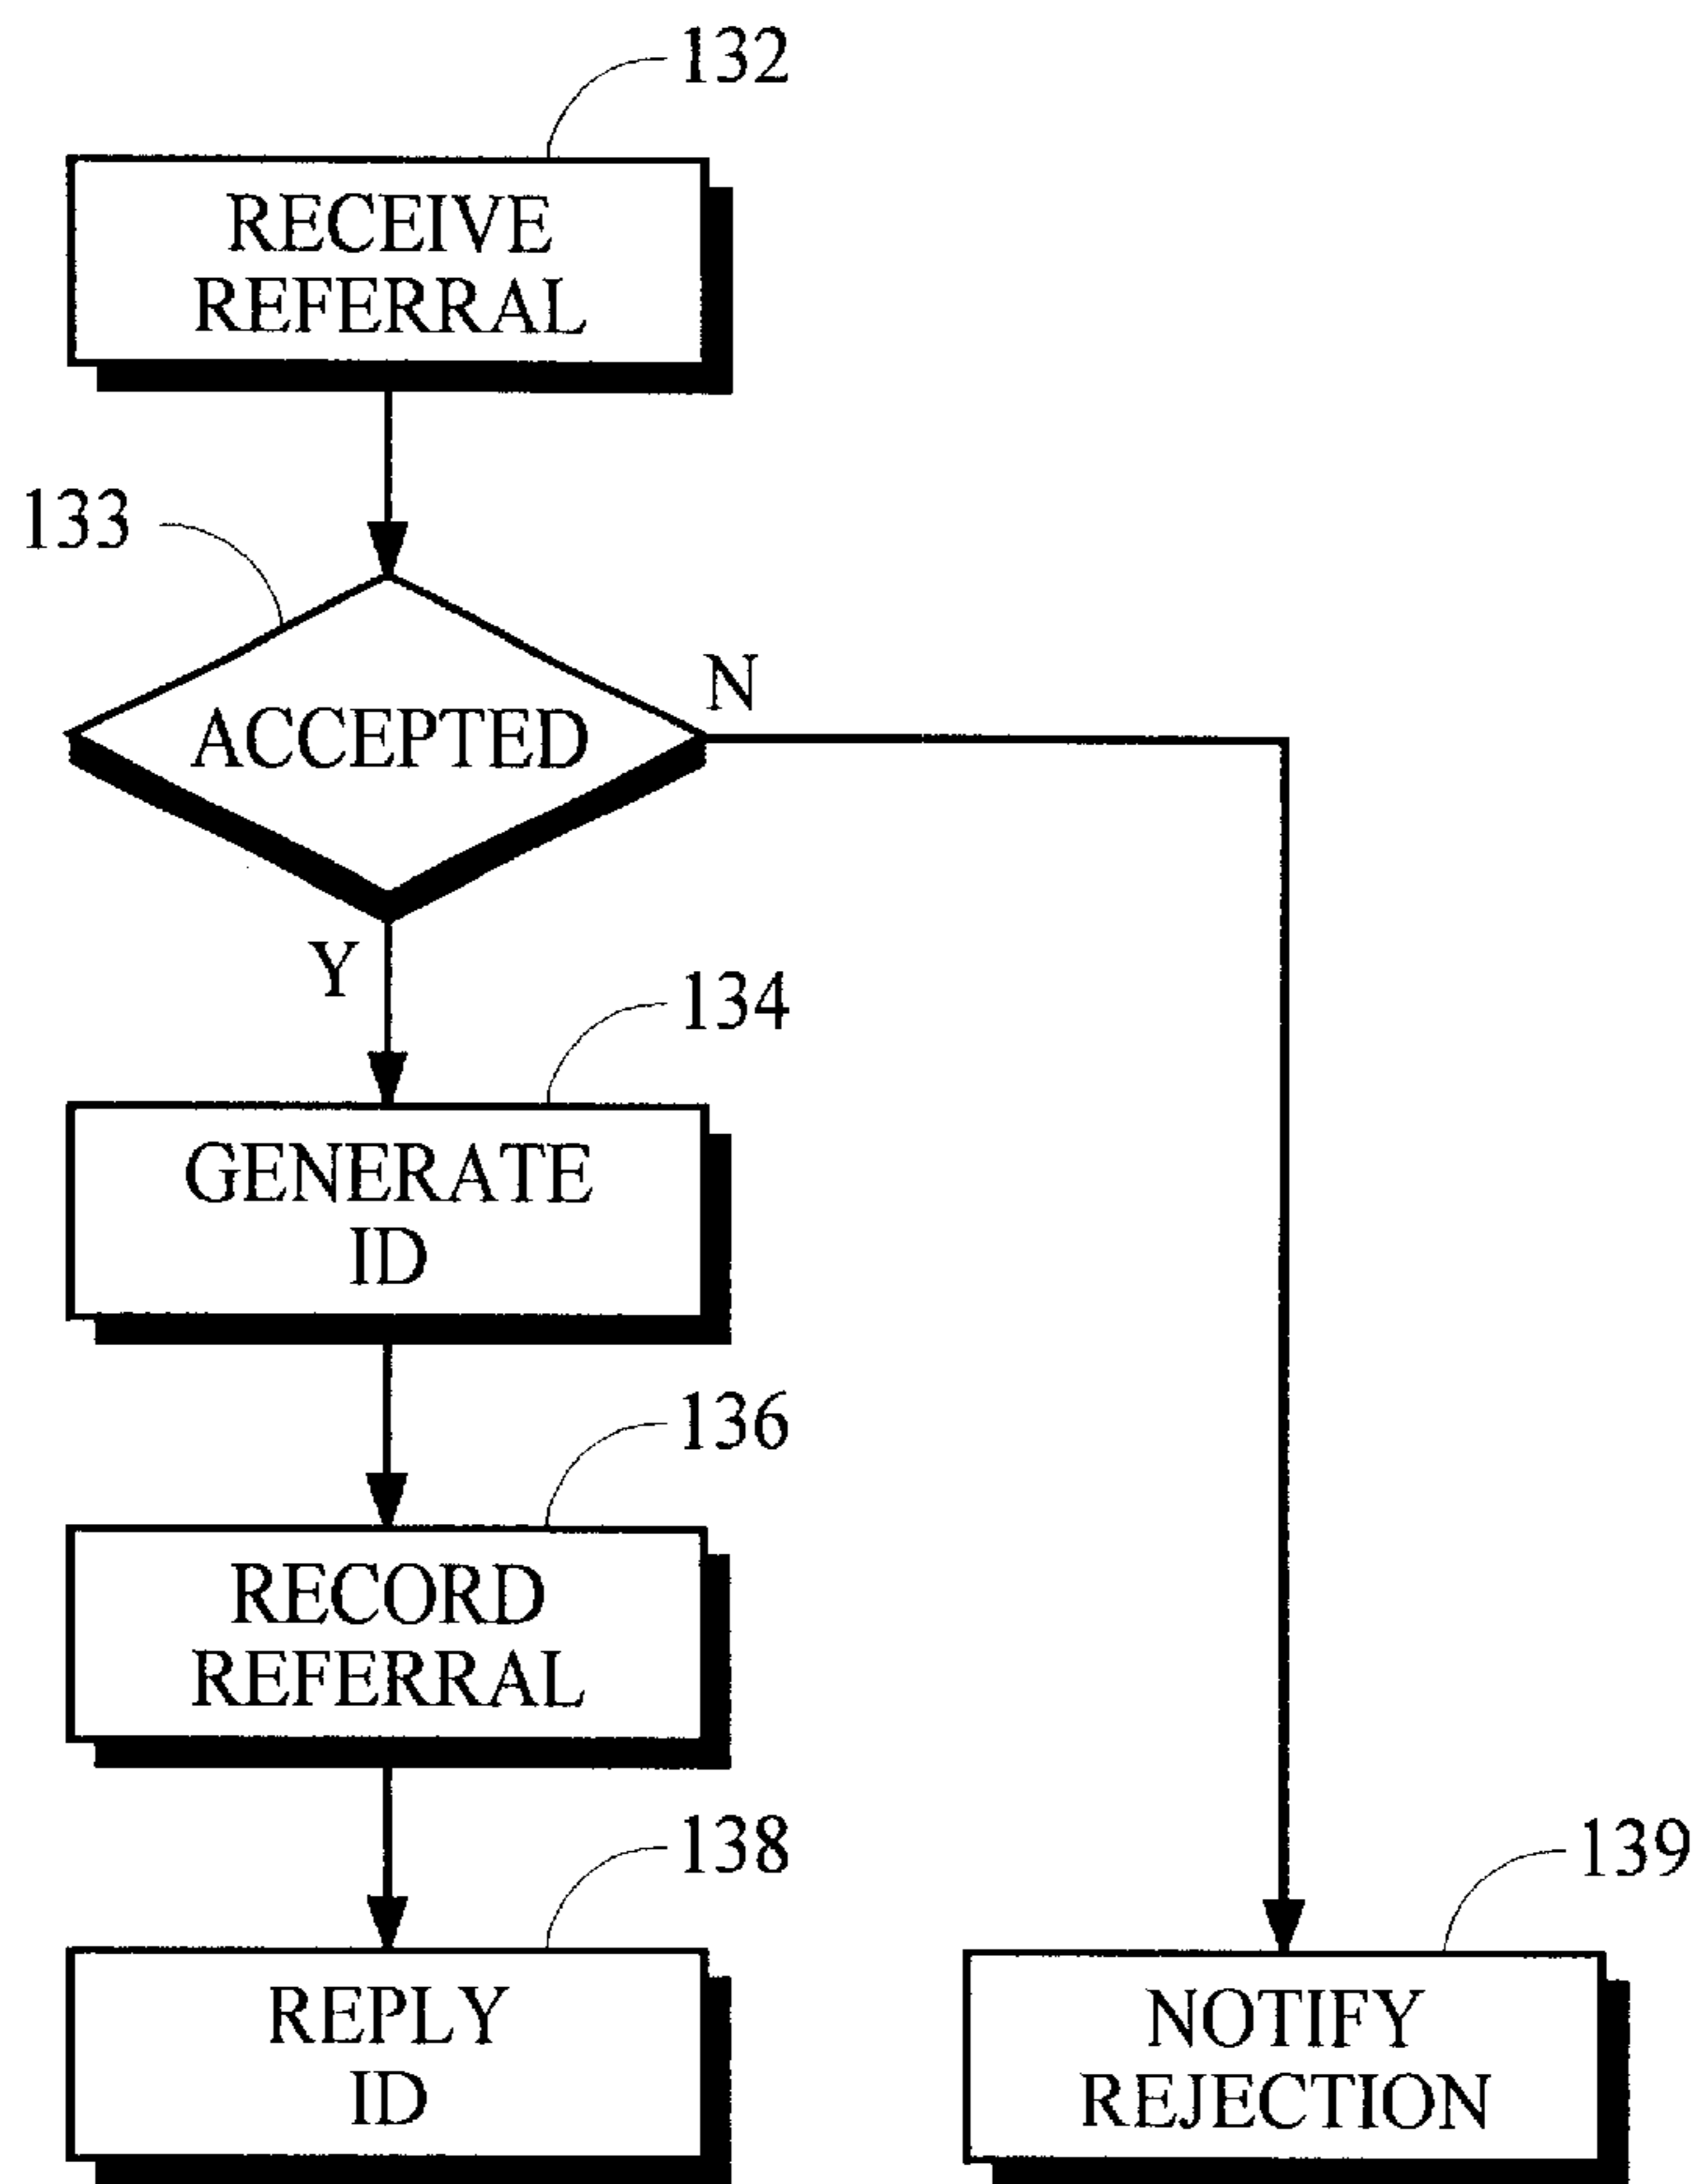 132
RECEIVE
REFERRAL
133
N
ACCEPTED
Y
134
GENERATE
ID
136
RECORD
REFERRAL
138
REPLY
ID
139
NOTIFY
REJECTION